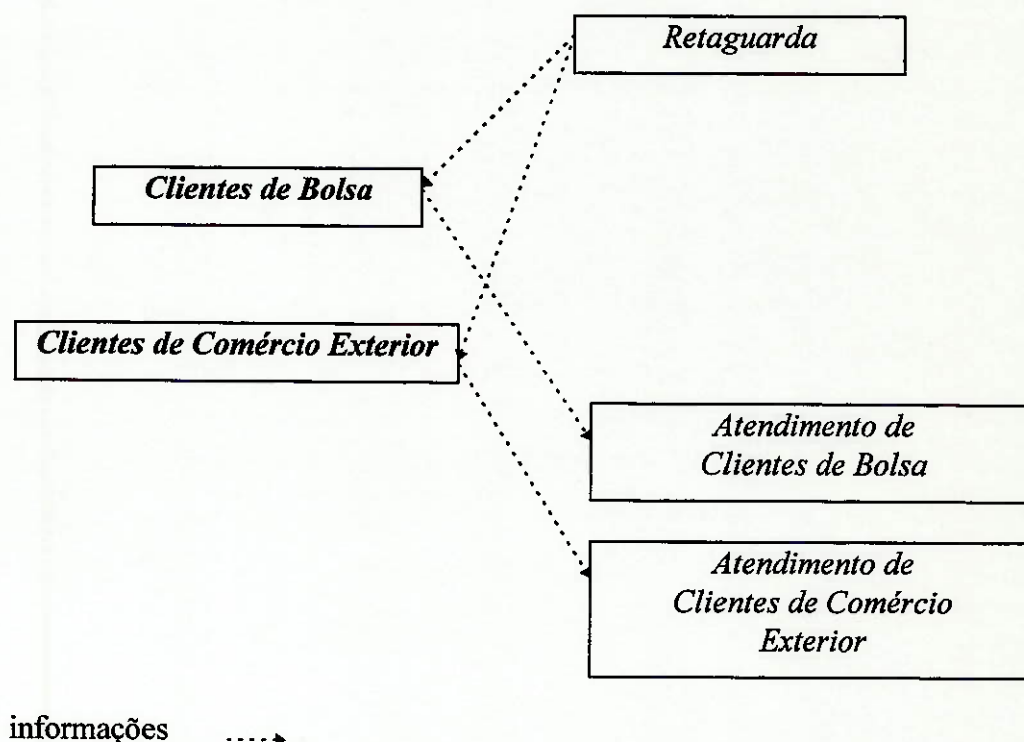 Retaguarda
Clientes de Bolsa
Clientes de Comércio Exterior
Atendimento de
Clientes de Bolsa
Atendimento de
Clientes de Comércio
Exterior
informações